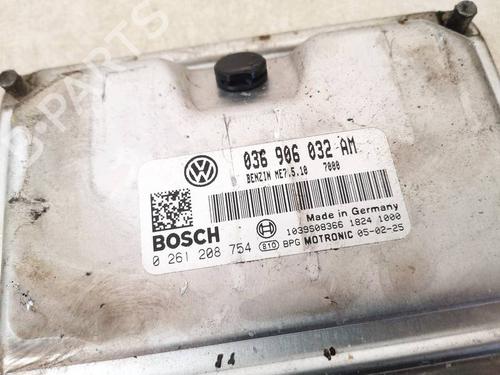 036 906 032 AM
BENZIN ME7.5.10 7000
Made in Germany
BOSCH
1039S08366 1824 1000
0 261 208 754 810 BPG MOTRONIC 05-02-25